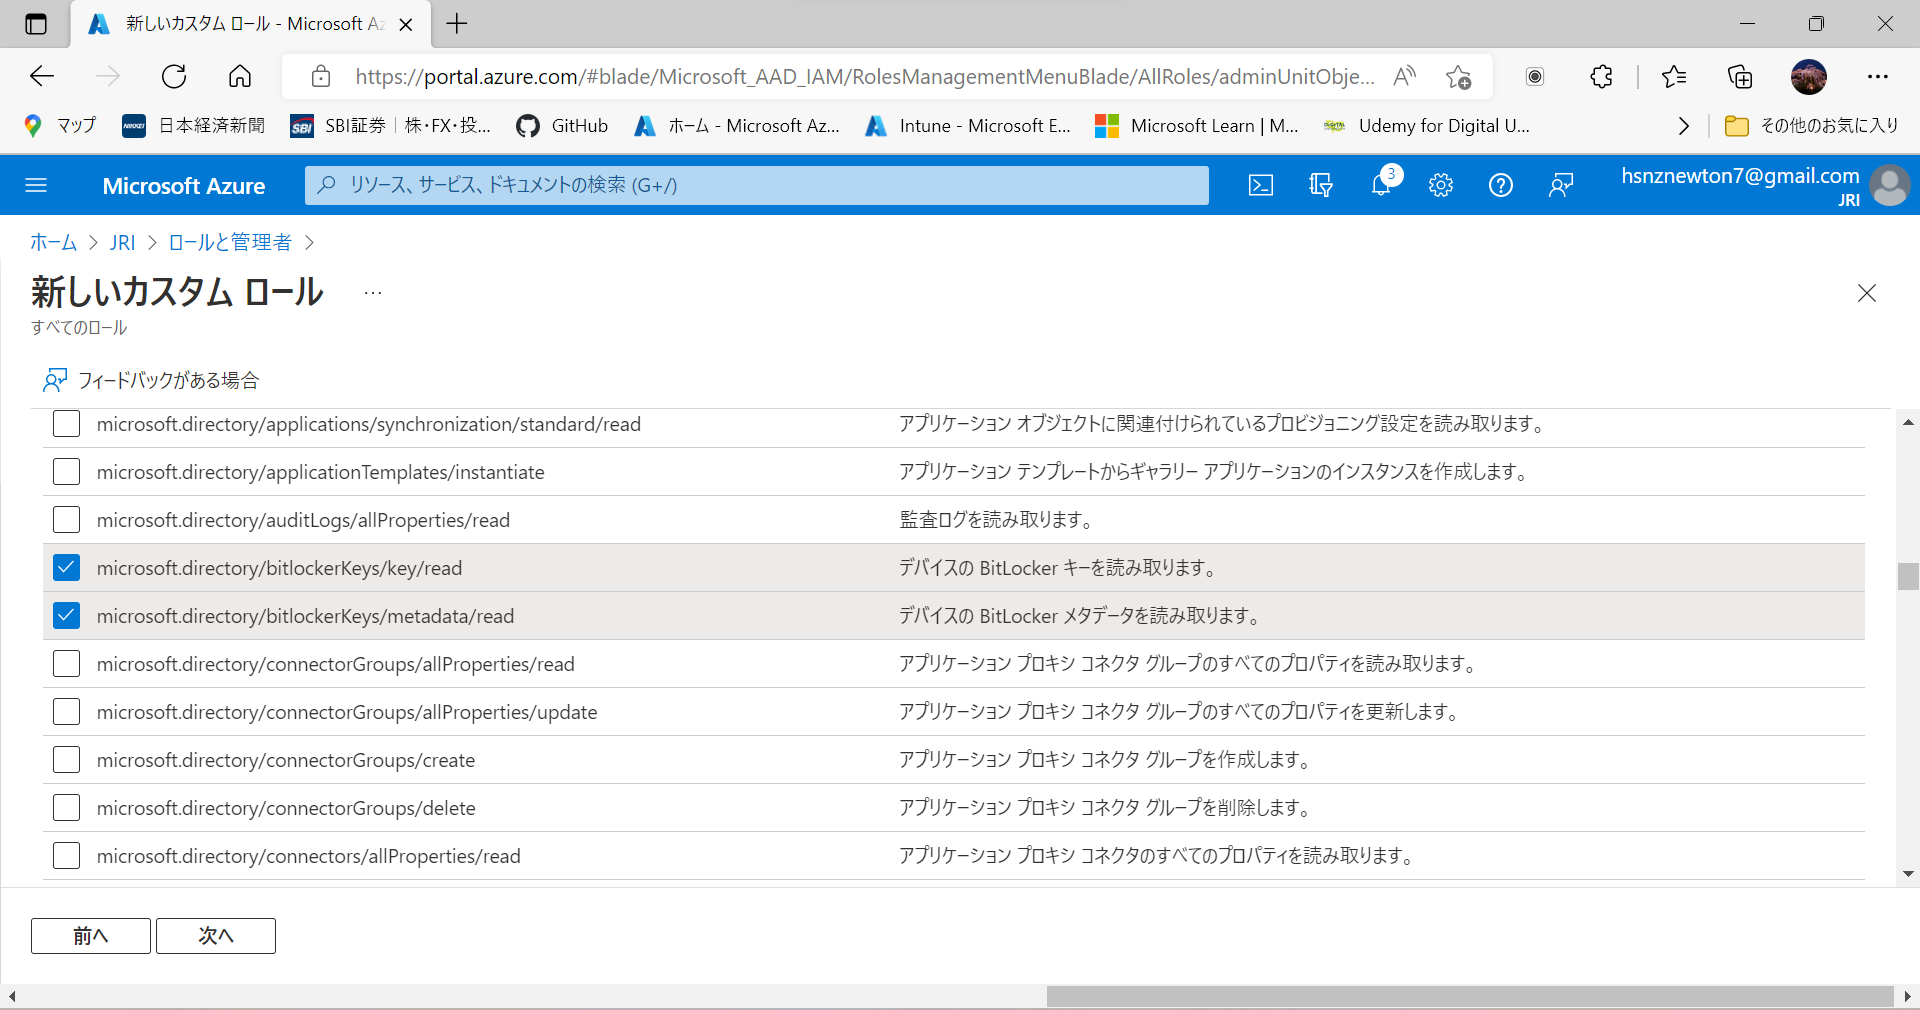 新しいカスタム ロール - Microsoft Az
https://portal.azure.com/#blade/Microsoft_AAD_IAM/RolesManagementMenuBlade/AllRoles/adminUnitObje...
マップ
日本経済新聞
SBI証券｜株・FX・投...
GitHub
ホーム - Microsoft Az...
Intune - Microsoft E...
Microsoft Learn | M...
Udemy for Digital U...
その他のお気に入り
Microsoft Azure
リソース、サービス、ドキュメントの検索 (G+/)
3
hsnznewton7@gmail.com
JRI
ホーム > JRI > ロールと管理者 >
新しいカスタム ロール ...
すべてのロール
フィードバックがある場合
microsoft.directory/applications/synchronization/standard/read アプリケーション オブジェクトに関連付けられているプロビジョニング設定を読み取ります。
microsoft.directory/applicationTemplates/instantiate アプリケーション テンプレートからギャラリー アプリケーションのインスタンスを作成します。
microsoft.directory/auditLogs/allProperties/read 監査ログを読み取ります。
microsoft.directory/bitlockerKeys/key/read デバイスの BitLocker キーを読み取ります。
microsoft.directory/bitlockerKeys/metadata/read デバイスの BitLocker メタデータを読み取ります。
microsoft.directory/connectorGroups/allProperties/read アプリケーション プロキシ コネクタ グループのすべてのプロパティを読み取ります。
microsoft.directory/connectorGroups/allProperties/update アプリケーション プロキシ コネクタ グループのすべてのプロパティを更新します。
microsoft.directory/connectorGroups/create アプリケーション プロキシ コネクタ グループを作成します。
microsoft.directory/connectorGroups/delete アプリケーション プロキシ コネクタ グループを削除します。
microsoft.directory/connectors/allProperties/read アプリケーション プロキシ コネクタのすべてのプロパティを読み取ります。
前へ 次へ